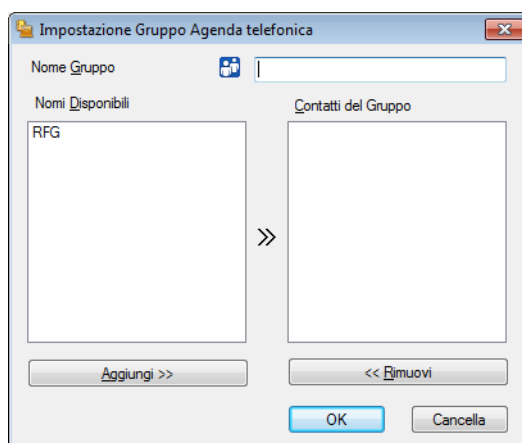 Impostazione Gruppo Agenda telefonica
Nome Gruppo
Nomi Disponibili
Contatti del Gruppo
RFG
Aggiungi >>
<< Rimuovi
OK
Cancella